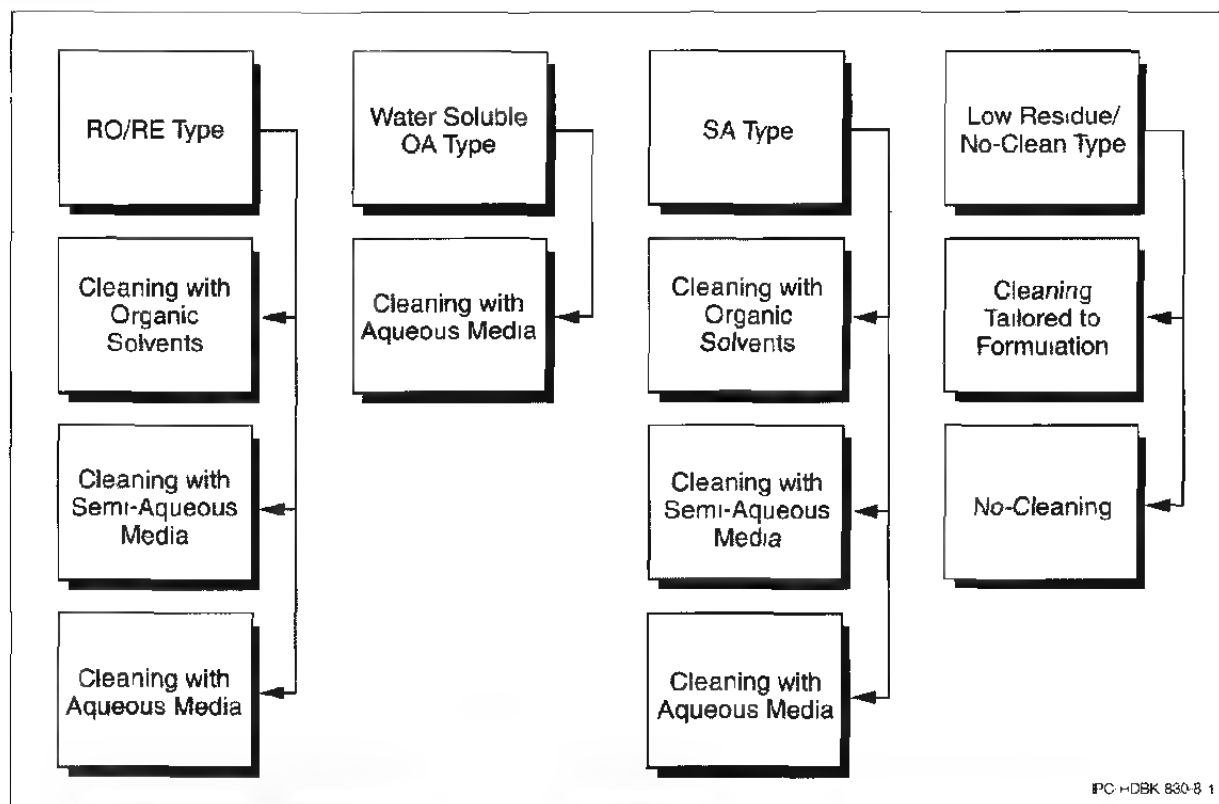 RO/RE Type
Cleaning with
Organic
Solvents
Cleaning with
Semi-Aqueous
Media
Cleaning with
Aqueous Media
Water Soluble
OA Type
Cleaning with
Aqueous Media
SA Type
Cleaning with
Organic
Solvents
Cleaning with
Semi-Aqueous
Media
Cleaning with
Aqueous Media
Low Residue/
No-Clean Type
Cleaning
Tailored to
Formulation
No-Cleaning
IPC-HDBK-830-8-1